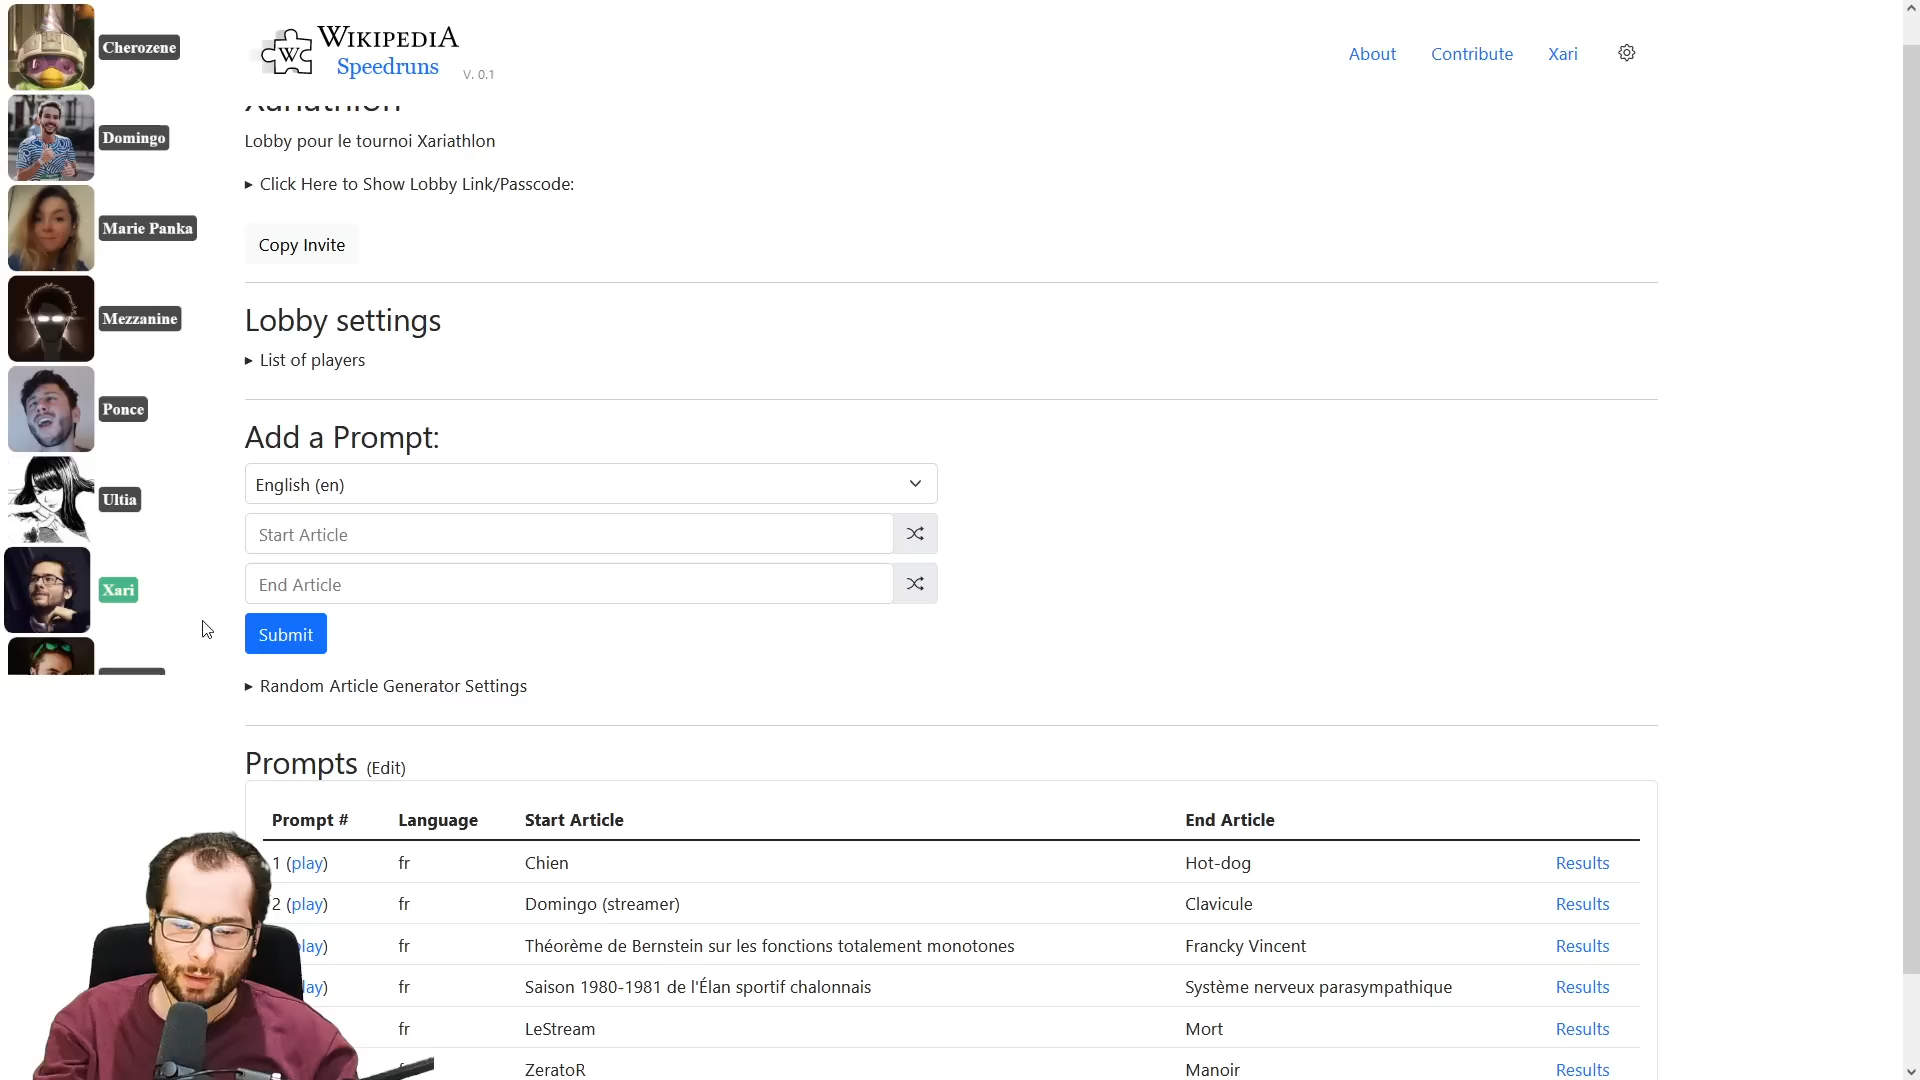 Cherozene
Domingo
Marie Panka
Mezzanine
Ponce
Ultia
Xari
WIKIPEDIA
Speedruns
V. 0.1
About
Contribute
Xari
Xariathlon
Lobby pour le tournoi Xariathlon
Click Here to Show Lobby Link/Passcode:
Copy Invite
Lobby settings
List of players
Add a Prompt:
English (en)
Start Article
End Article
Submit
Random Article Generator Settings
Prompts (Edit)
Prompt # Language Start Article End Article
1 (play) fr Chien Hot-dog Results
2 (play) fr Domingo (streamer) Clavicule Results
lay) fr Théorème de Bernstein sur les fonctions totalement monotones Francky Vincent Results
lay) fr Saison 1980-1981 de l'Élan sportif chalonnais Système nerveux parasympathique Results
fr LeStream Mort Results
ZeratoR Manoir Results